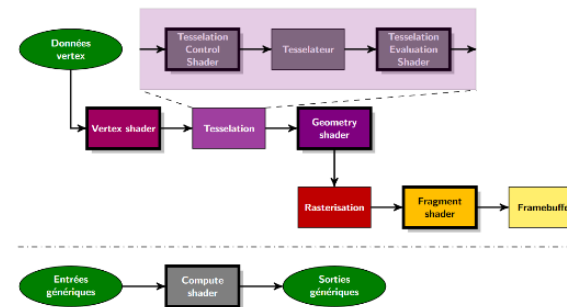 Données
vertex
Tesselation
Control
Shader
Tesselateur
Tesselation
Evaluation
Shader
Vertex shader
Tesselation
Geometry
shader
Rasterisation
Fragment
shader
Framebuffe
Entrées
génériques
Compute
shader
Sorties
génériques